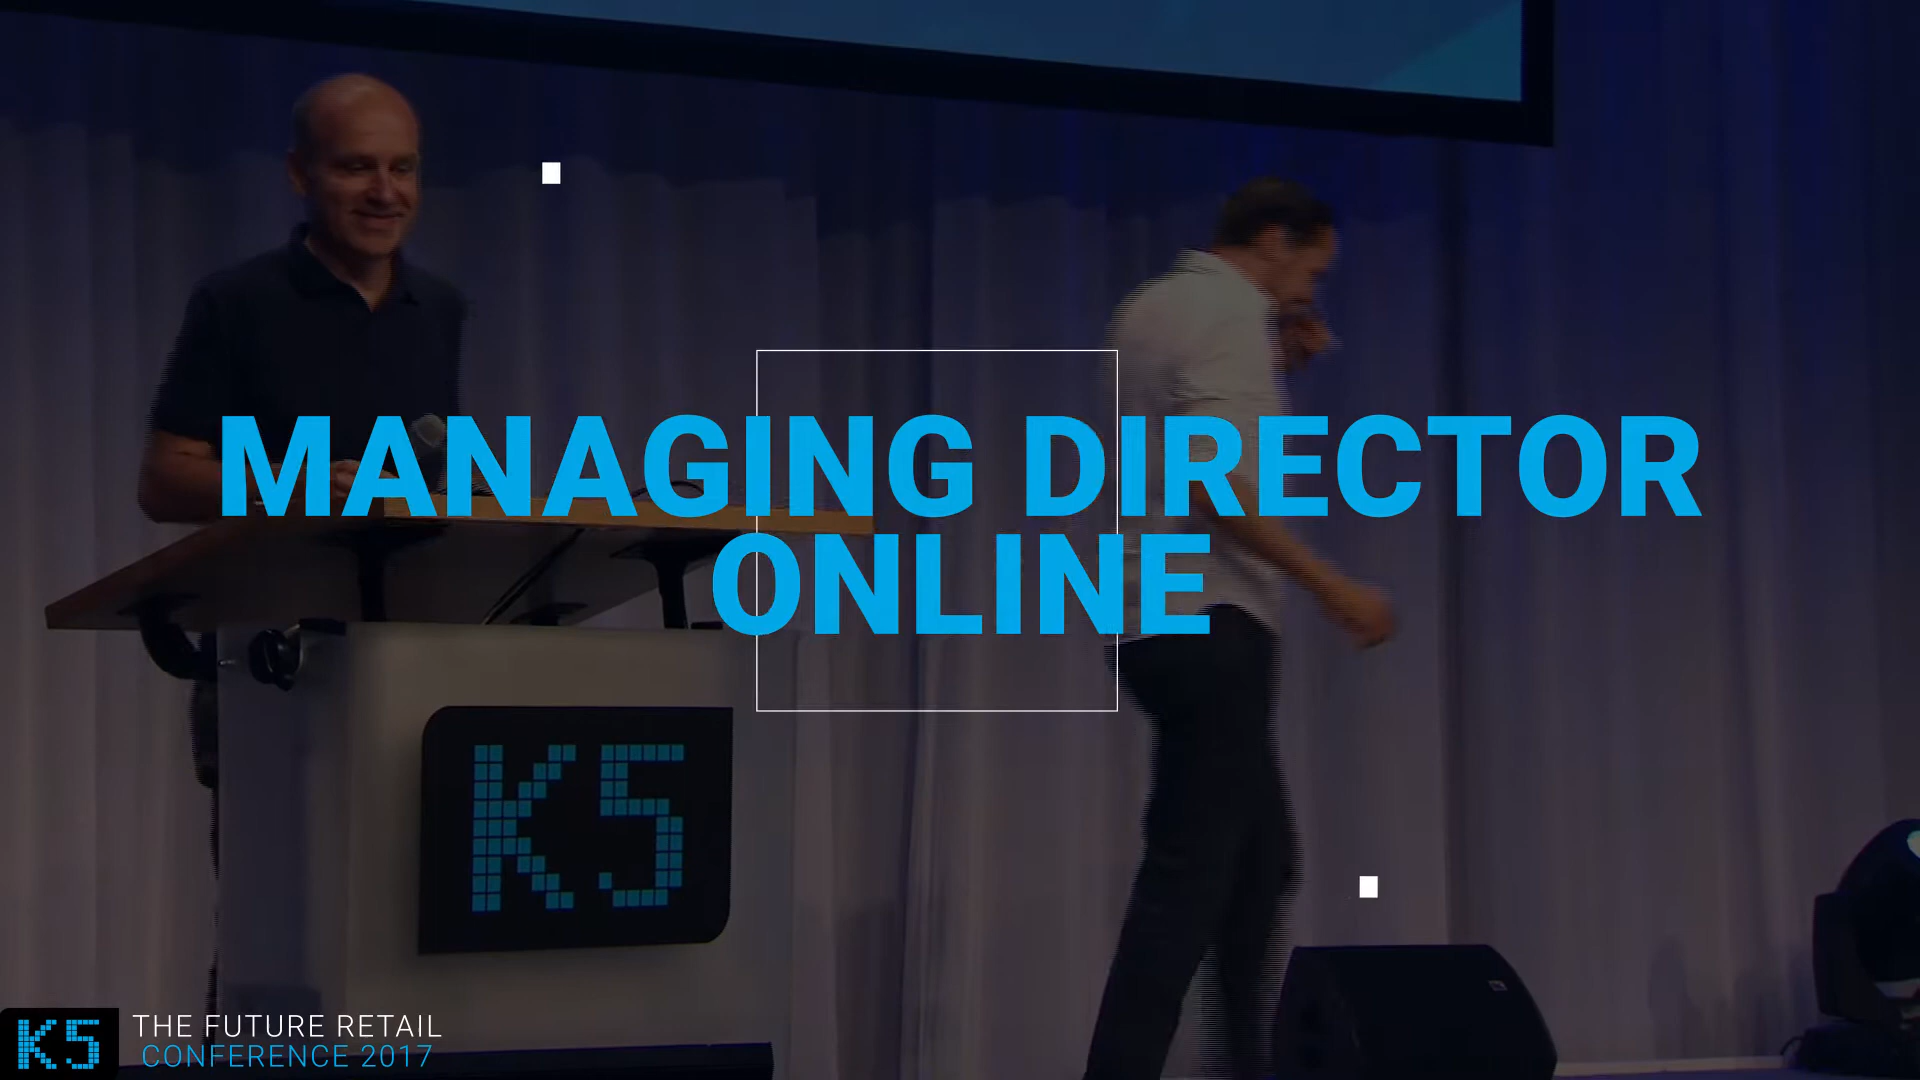 MANAGING DIRECTOR
ONLINE
K5
K5
THE FUTURE RETAIL
CONFERENCE 2017